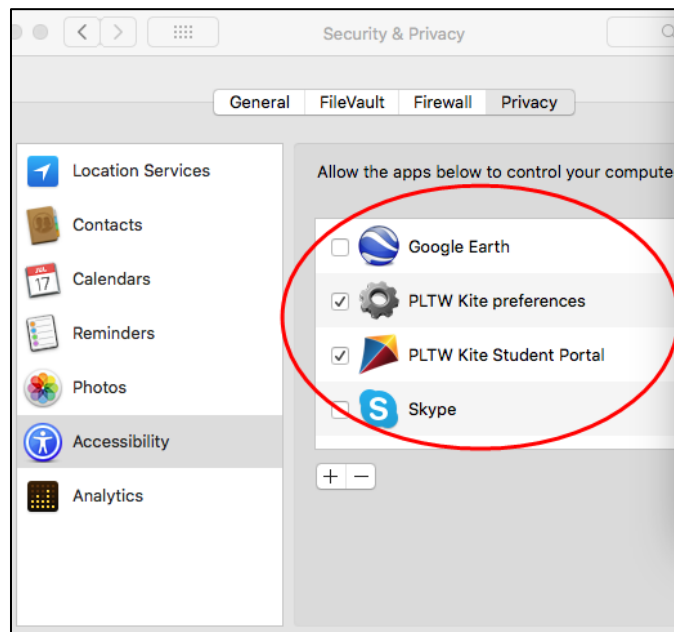 Security & Privacy
General FileVault Firewall Privacy
Location Services
Contacts
JUL
17
Calendars
Reminders
Photos
Accessibility
Analytics
Allow the apps below to control your compute
Google Earth
PLTW Kite preferences
PLTW Kite Student Portal
S
Skype